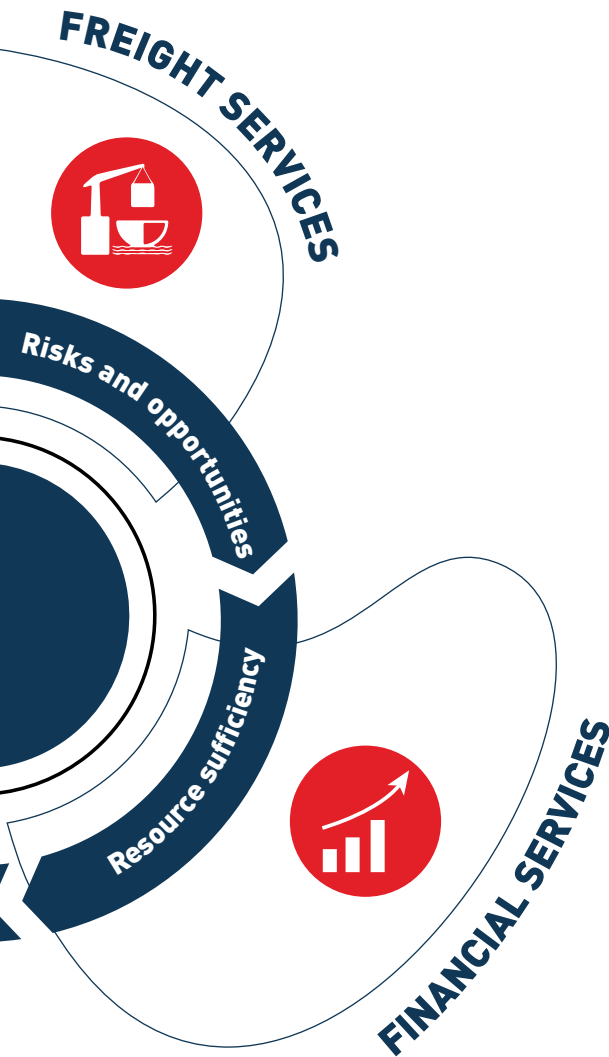 FREIGHT SERVICES
Risks and opportunities
Resource sufficiency
FINANCIAL SERVICES